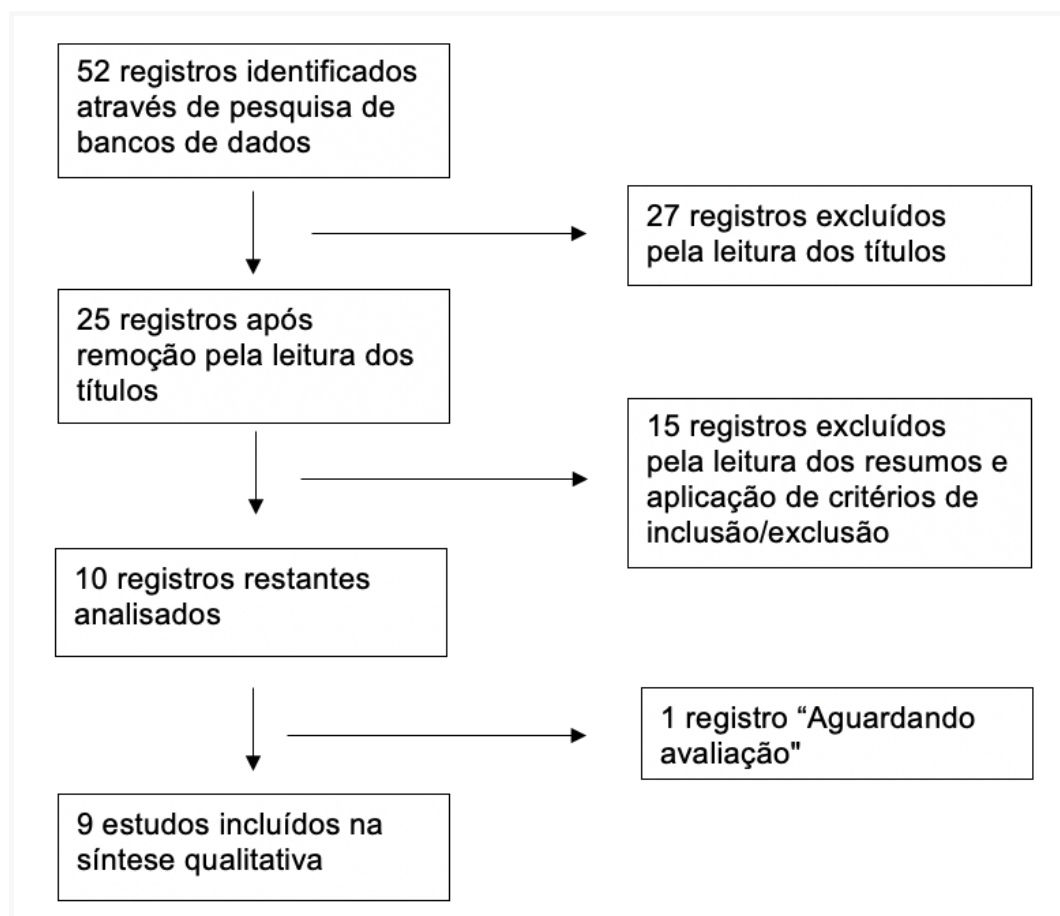 52 registros identificados
através de pesquisa de
bancos de dados
27 registros excluídos
pela leitura dos títulos
25 registros após
remoção pela leitura dos
títulos
15 registros excluídos
pela leitura dos resumos e
aplicação de critérios de
inclusão/exclusão
10 registros restantes
analisados
1 registro “Aguardando
avaliação"
9 estudos incluídos na
síntese qualitativa